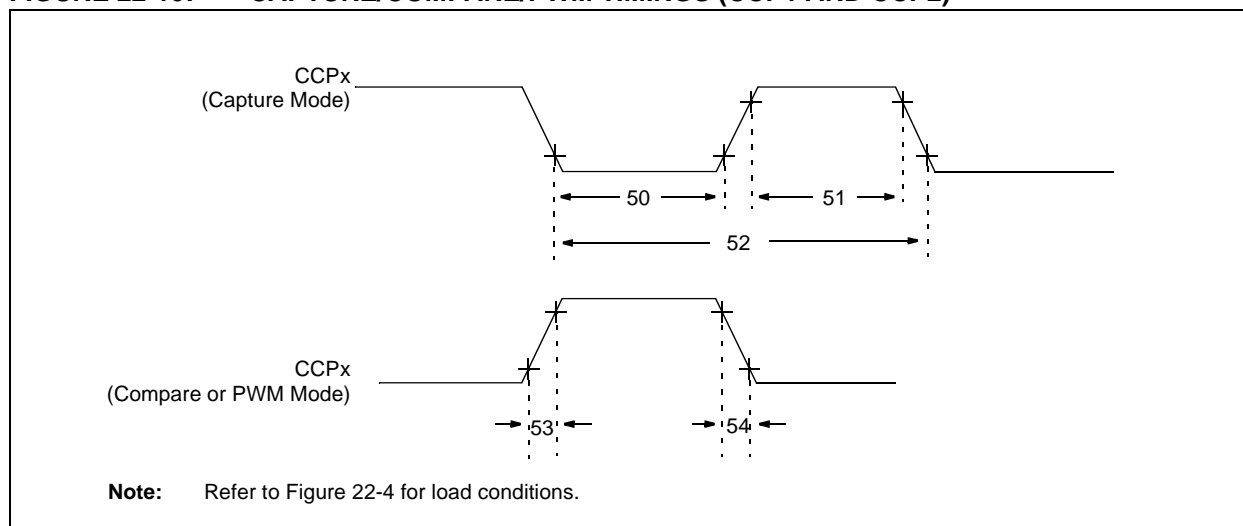 CCPx
(Capture Mode)
50
51
52
CCPx
(Compare or PWM Mode)
53
54
Note: Refer to Figure 22-4 for load conditions.